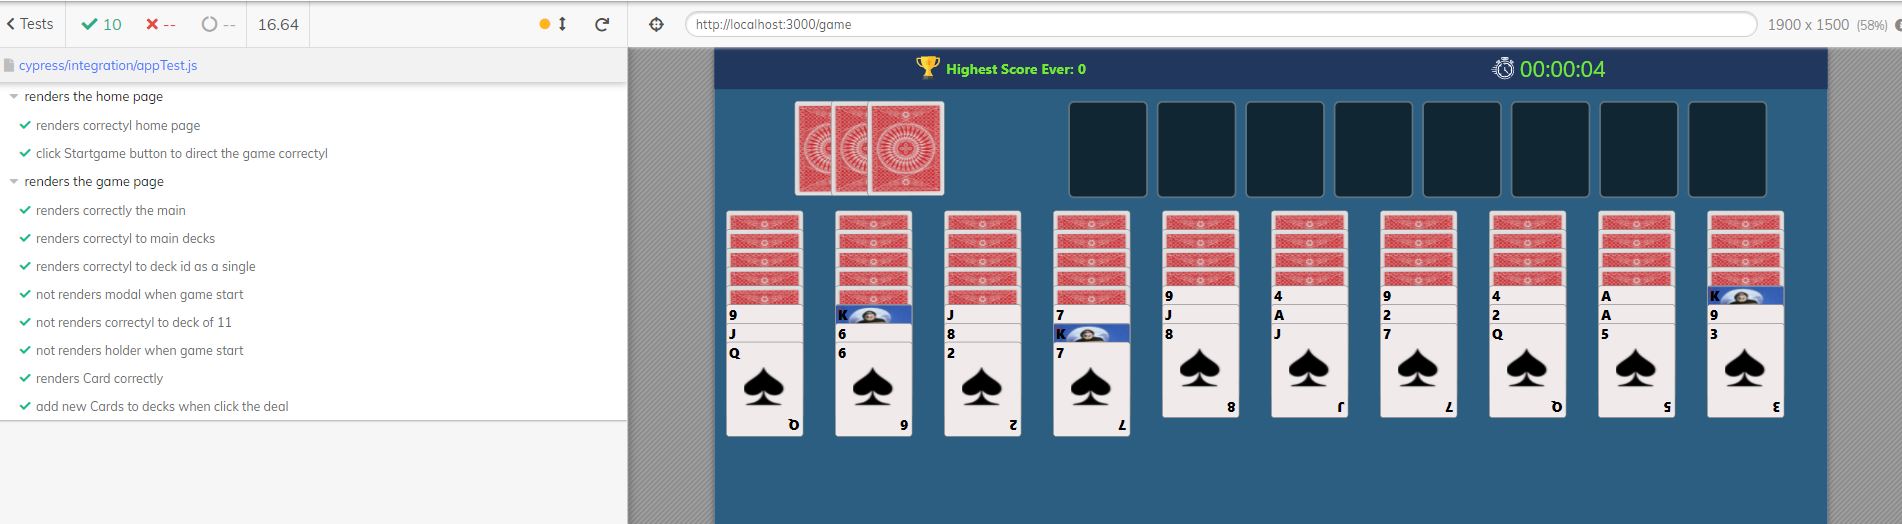 Tests 10 -- -- 16.64 http://localhost:3000/game 1900 x 1500 (58%)
cypress/integration/appTest.js
Highest Score Ever: 0 00:00:04
renders the home page
renders correctyl home page
click Startgame button to direct the game correctyl
renders the game page
renders correctly the main
renders correctyl to main decks
renders correctyl to deck id as a single
not renders modal when game start
not renders correctyl to deck of 11
not renders holder when game start
renders Card correctly
add new Cards to decks when click the deal
9 4 9 4 A K
9 K J 7 J A 2 2 A 9
J 6 8 K 8 J 7 Q 5 3
Q 6 2 7
8 J 7 Q 5 3
Q 6 2 7